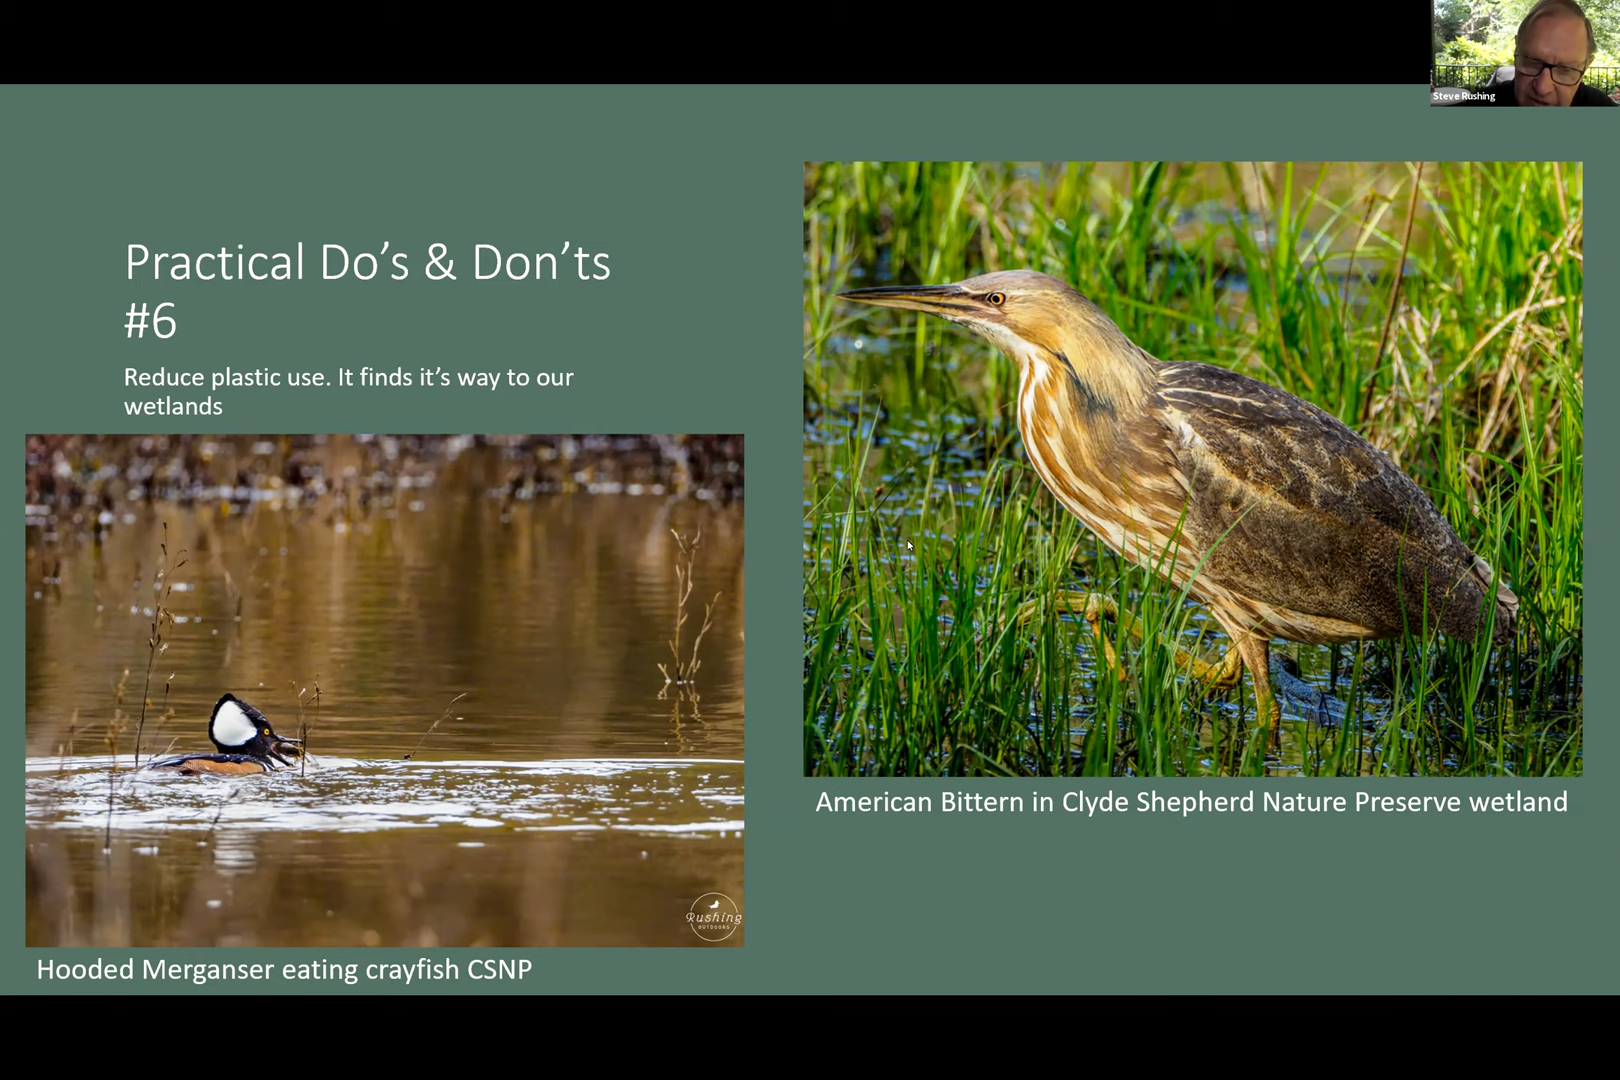 Steve Rushing
Practical Do’s & Don’ts
#6
Reduce plastic use. It finds it’s way to our
wetlands
Rushing
OUTDOORS
American Bittern in Clyde Shepherd Nature Preserve wetland
Hooded Merganser eating crayfish CSNP